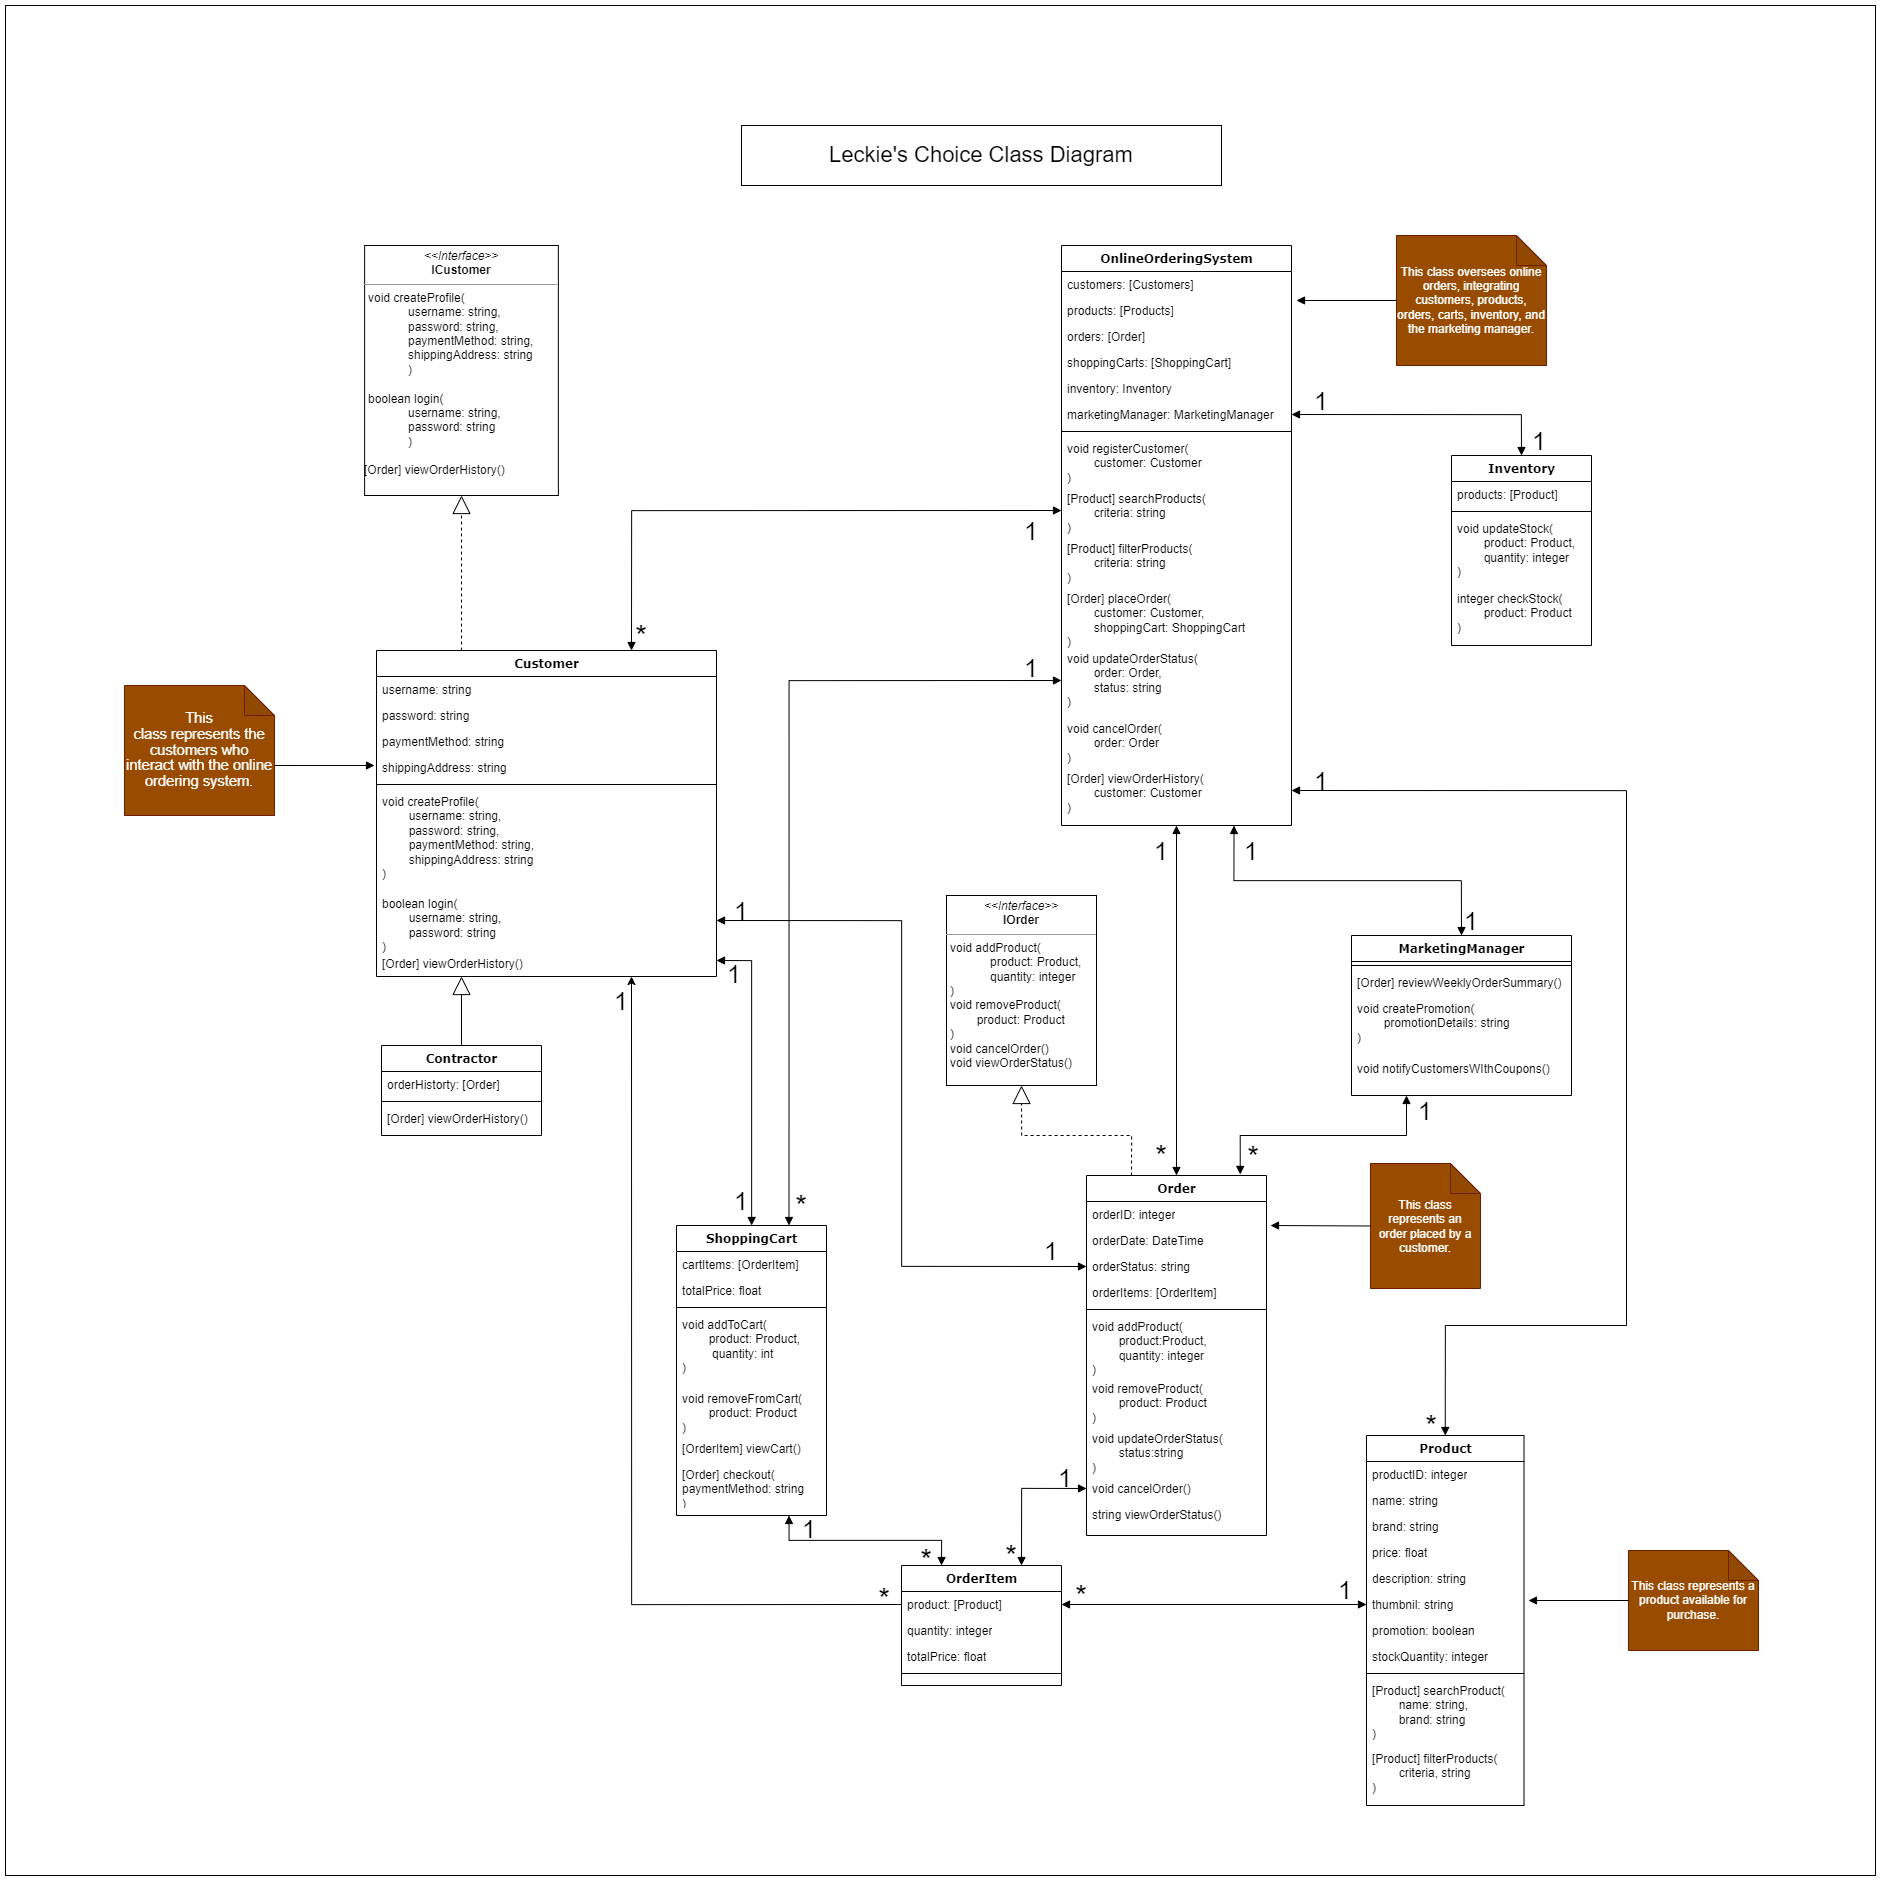 Leckie's Choice Class Diagram
<<Interface>>
ICustomer
void createProfile(
username: string,
password: string,
paymentMethod: string,
shippingAddress: string
)
boolean login(
username: string,
password: string
)
[Order] viewOrderHistory()
OnlineOrderingSystem
customers: [Customers]
products: [Products]
orders: [Order]
shoppingCarts: [ShoppingCart]
inventory: Inventory
marketingManager: MarketingManager
void registerCustomer(
customer: Customer
)
[Product] searchProducts(
criteria: string
)
[Product] filterProducts(
criteria: string
)
[Order] placeOrder(
customer: Customer,
shoppingCart: ShoppingCart
)
void updateOrderStatus(
order: Order,
status: string
)
void cancelOrder(
order: Order
)
[Order] viewOrderHistory(
customer: Customer
)
This class oversees online
orders, integrating
customers, products,
orders, carts, inventory, and
the marketing manager.
1
1
Inventory
products: [Product]
void updateStock(
product: Product,
quantity: integer
)
integer checkStock(
product: Product
)
1
*
1
1
1
1
This
class represents the
customers who
interact with the online
ordering system.
Customer
username: string
password: string
paymentMethod: string
shippingAddress: string
void createProfile(
username: string,
password: string,
paymentMethod: string,
shippingAddress: string
)
boolean login(
username: string,
password: string
)
[Order] viewOrderHistory()
1
1
1
Contractor
orderHistorty: [Order]
[Order] viewOrderHistory()
<<Interface>>
IOrder
void addProduct(
product: Product,
quantity: integer
)
void removeProduct(
product: Product
)
void cancelOrder()
void viewOrderStatus()
1
MarketingManager
[Order] reviewWeeklyOrderSummary()
void createPromotion(
promotionDetails: string
)
void notifyCustomersWIthCoupons()
1
*
*
1
*
1
ShoppingCart
cartItems: [OrderItem]
totalPrice: float
void addToCart(
product: Product,
quantity: int
)
void removeFromCart(
product: Product
)
[OrderItem] viewCart()
[Order] checkout(
paymentMethod: string
)
Order
orderID: integer
orderDate: DateTime
orderStatus: string
orderItems: [OrderItem]
void addProduct(
product:Product,
quantity: integer
)
void removeProduct(
product: Product
)
void updateOrderStatus(
status:string
)
void cancelOrder()
string viewOrderStatus()
This class
represents an
order placed by a
customer.
1
1
*
*
*
*
1
*
OrderItem
product: [Product]
quantity: integer
totalPrice: float
Product
productID: integer
name: string
brand: string
price: float
description: string
thumbnil: string
promotion: boolean
stockQuantity: integer
[Product] searchProduct(
name: string,
brand: string
)
[Product] filterProducts(
criteria, string
)
This class represents a
product available for
purchase.